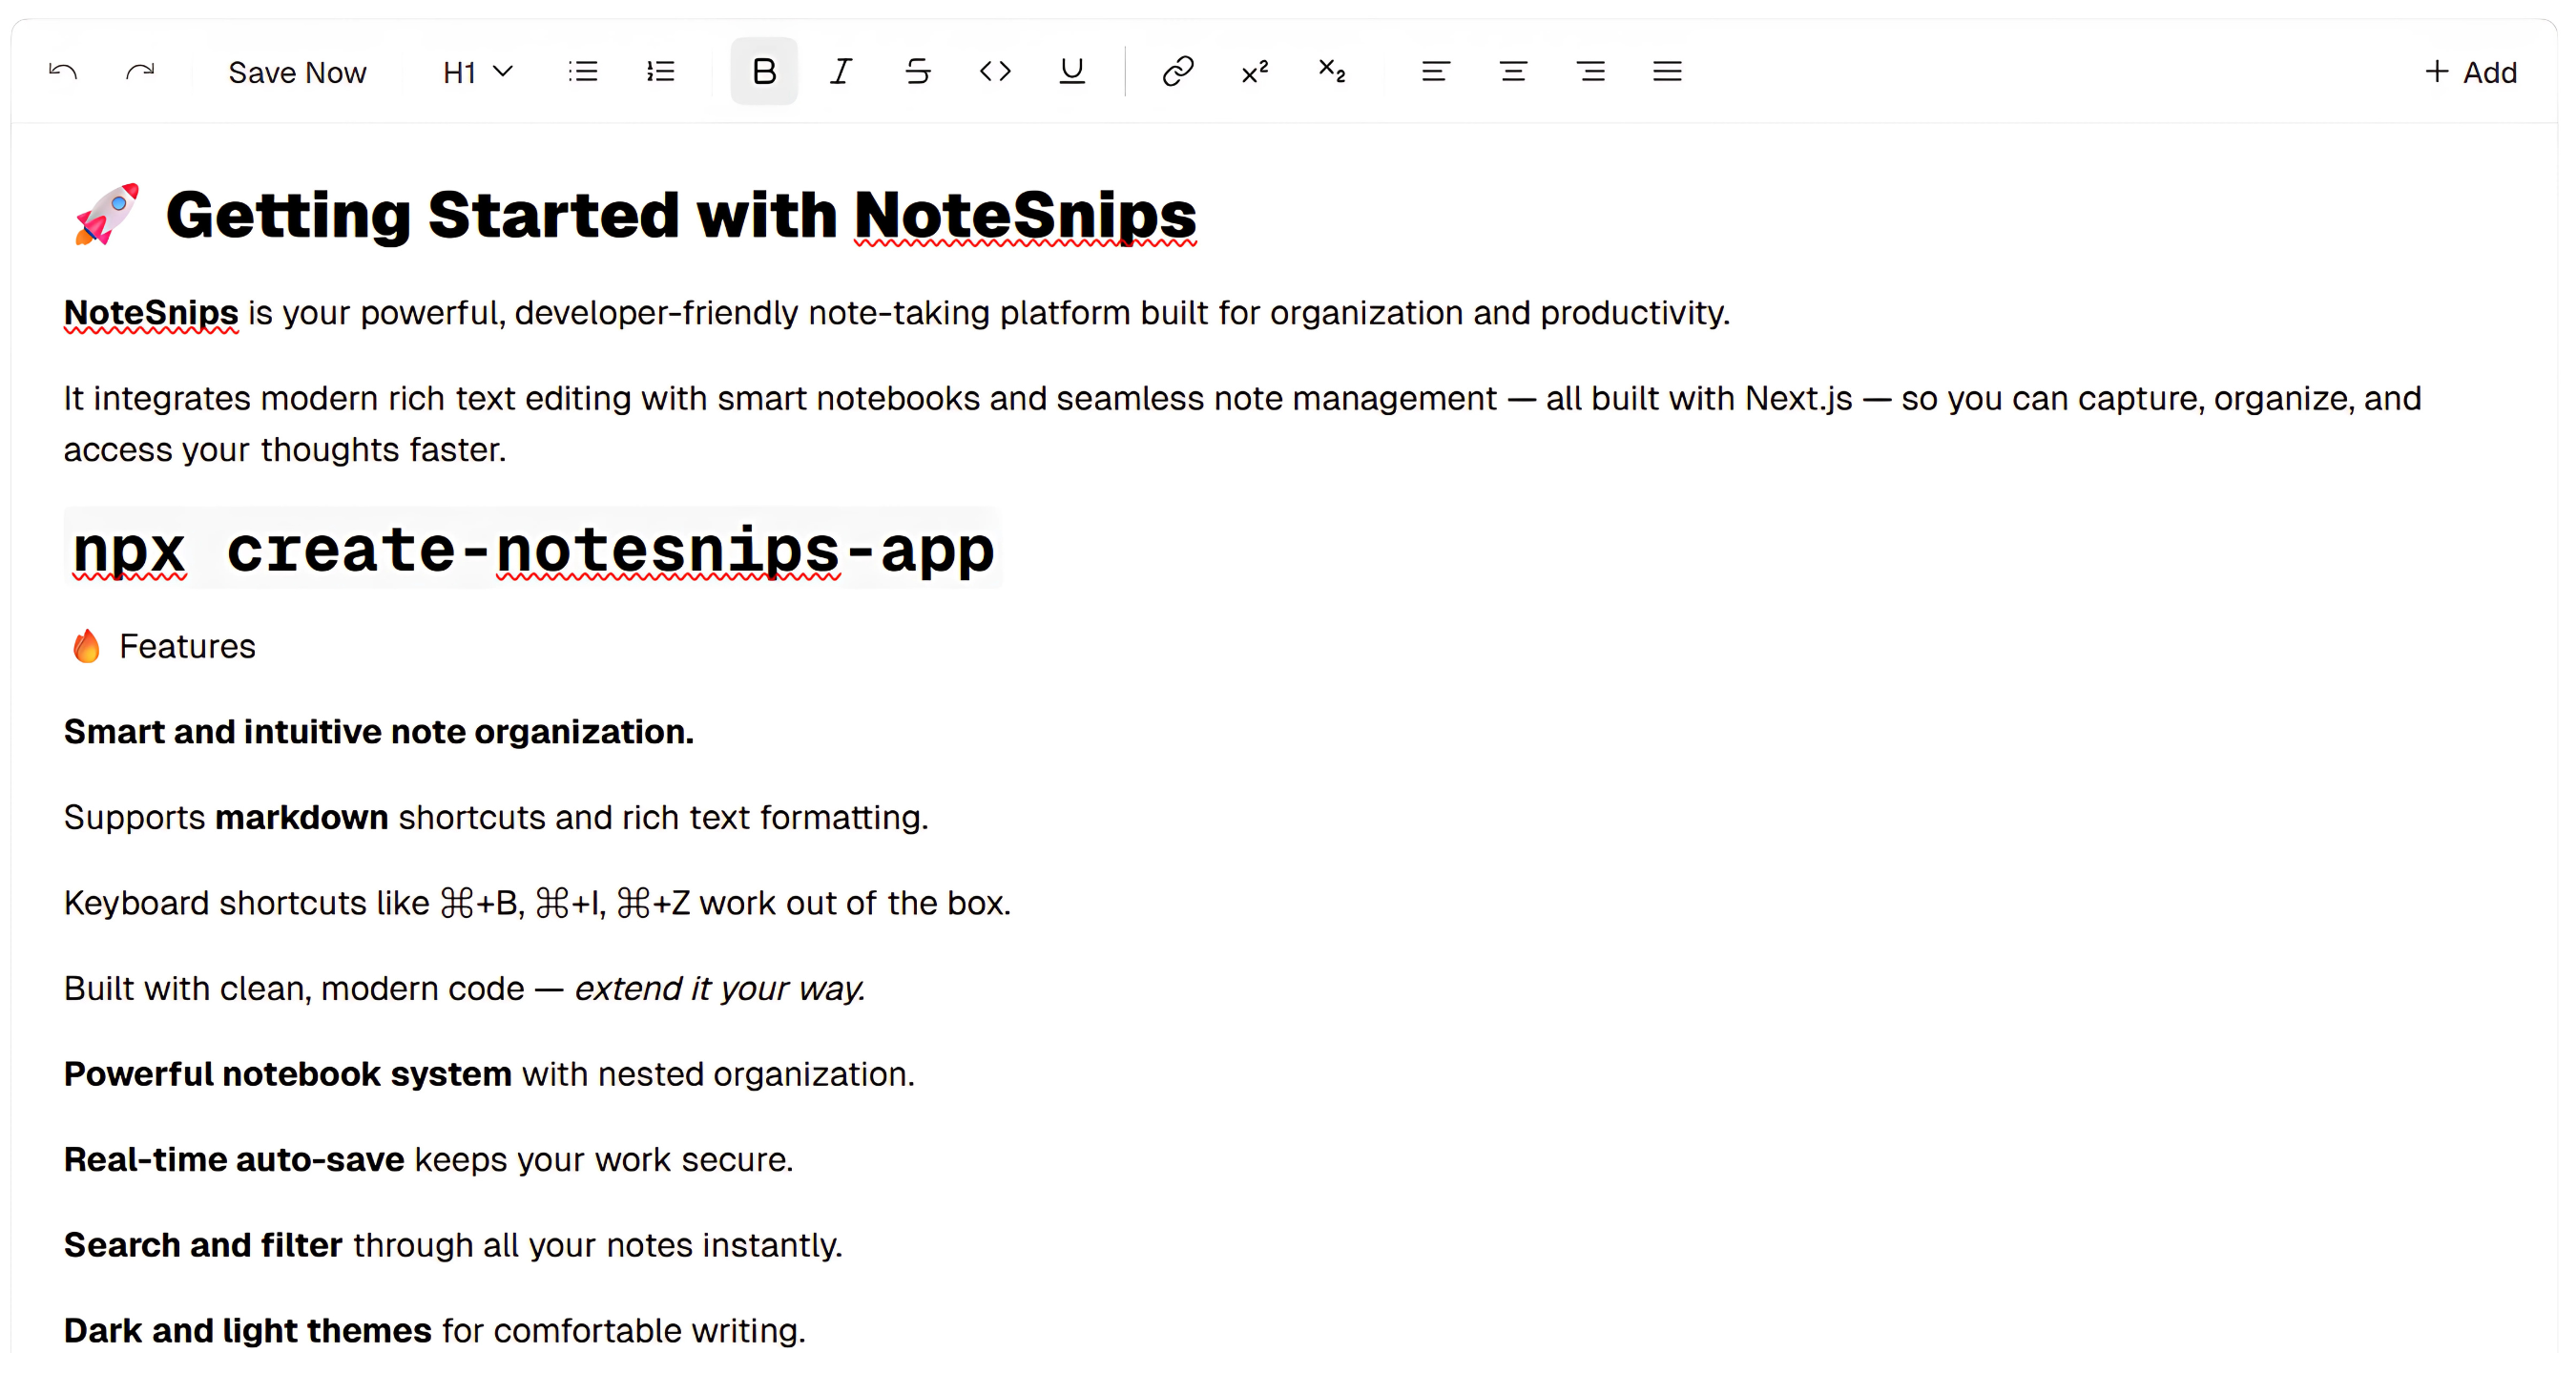 Save Now H1 B I S <> U x² x₂ + Add
🚀 Getting Started with NoteSnips
NoteSnips is your powerful, developer-friendly note-taking platform built for organization and productivity.
It integrates modern rich text editing with smart notebooks and seamless note management — all built with Next.js — so you can capture, organize, and
access your thoughts faster.
npx create-notesnips-app
🔥 Features
Smart and intuitive note organization.
Supports markdown shortcuts and rich text formatting.
Keyboard shortcuts like ⌘+B, ⌘+I, ⌘+Z work out of the box.
Built with clean, modern code — extend it your way.
Powerful notebook system with nested organization.
Real-time auto-save keeps your work secure.
Search and filter through all your notes instantly.
Dark and light themes for comfortable writing.